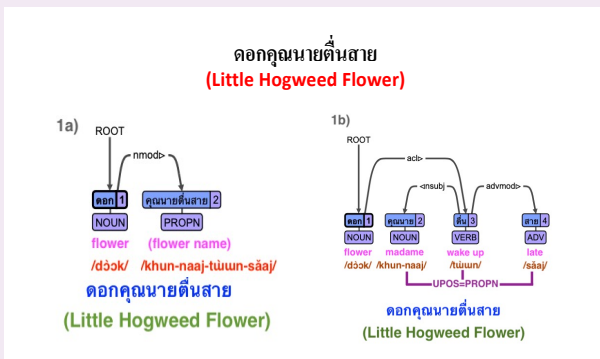 ดอกคุณนายตื่นสาย
(Little Hogweed Flower)
1a)
ROOT
nmod>
ดอก 1 คุณนายตื่นสาย 2
NOUN PROPN
flower (flower name)
/dɔ̀ɔk/ /khun-naaj-tɯ̀ɯn-sǎaj/
ดอกคุณนายตื่นสาย
(Little Hogweed Flower)
1b)
ROOT
acl>
<nsubj advmod>
ดอก 1 คุณนาย 2 ตื่น 3 สาย 4
NOUN NOUN VERB ADV
flower madame wake up late
/dɔ̀ɔk/ /khun-naaj/ /tɯ̀ɯn/ /sǎaj/
UPOS=PROPN
ดอกคุณนายตื่นสาย
(Little Hogweed Flower)